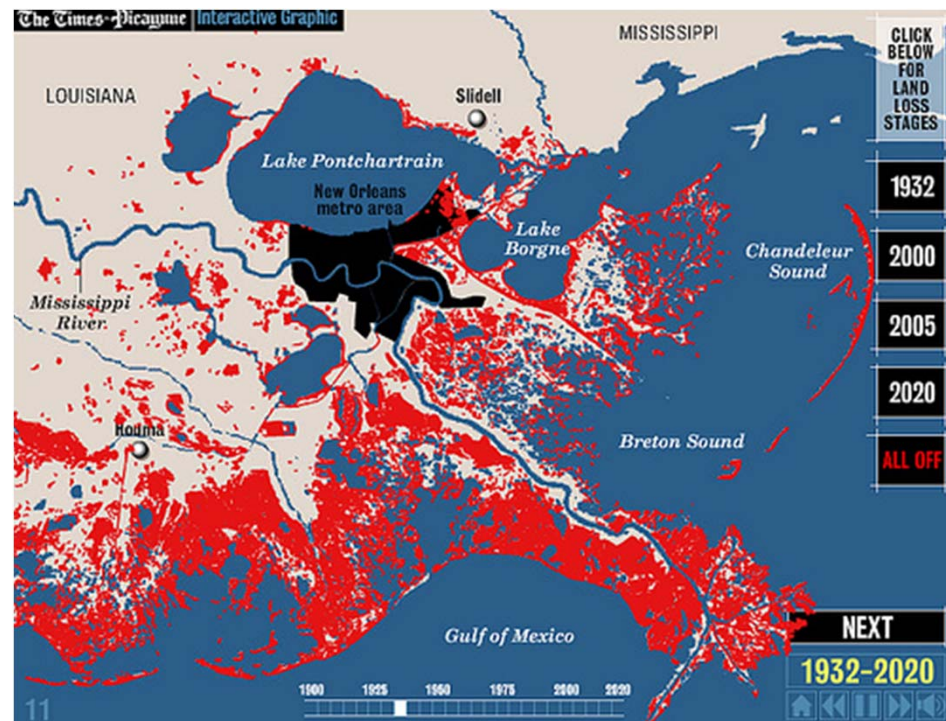 The Times-Picayune Interactive Graphic
MISSISSIPPI
CLICK
BELOW
FOR
LAND
LOSS
STAGES
LOUISIANA
Slidell
Lake Pontchartrain
New Orleans
metro area
1932
Lake
Borgne
Chandeleur
Sound
2000
Mississippi
River
2005
2020
Houma
Breton Sound
ALL OFF
Gulf of Mexico
NEXT
1932-2020
1900 1925 1950 1975 2000 2020
11